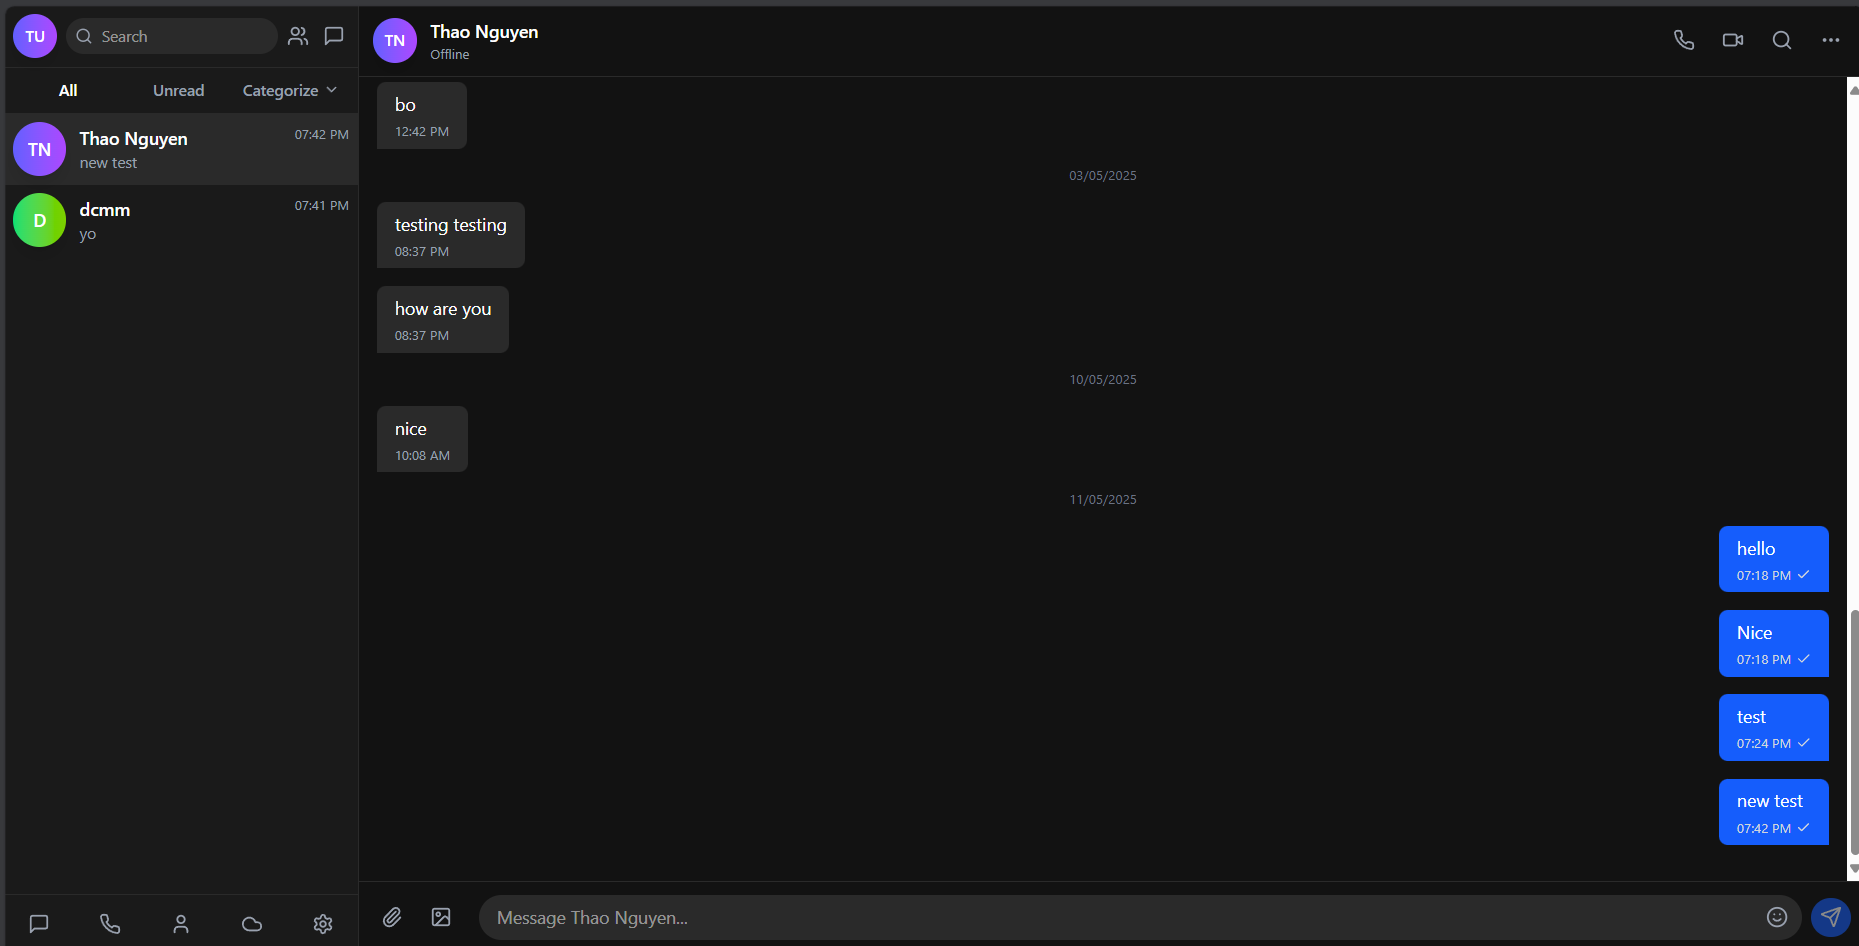 TU
Search
All
Unread
Categorize
TN
Thao Nguyen
07:42 PM
new test
D
dcmm
07:41 PM
yo
TN
Thao Nguyen
Offline
bo
12:42 PM
03/05/2025
testing testing
08:37 PM
how are you
08:37 PM
10/05/2025
nice
10:08 AM
11/05/2025
hello
07:18 PM
Nice
07:18 PM
test
07:24 PM
new test
07:42 PM
Message Thao Nguyen...